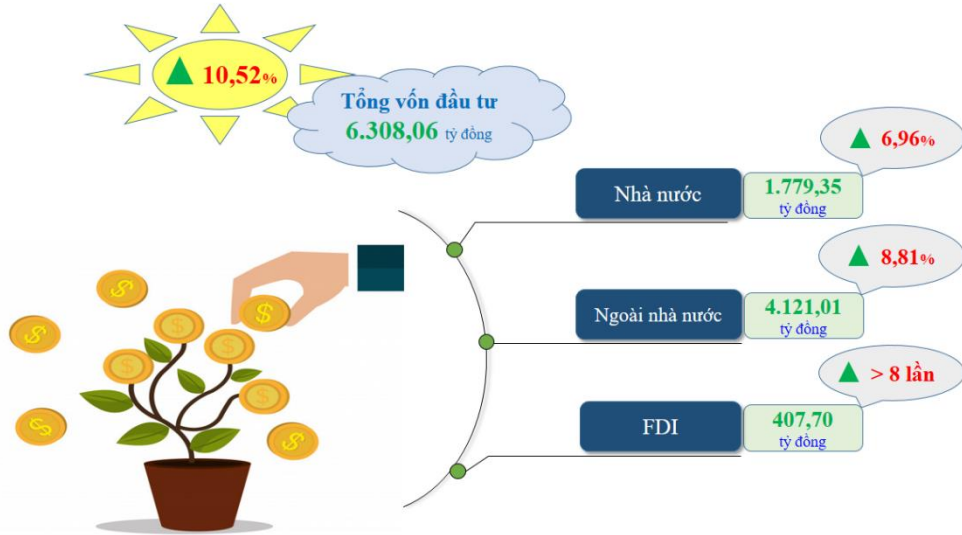 ▲ 10,52%
Tổng vốn đầu tư
6.308,06 tỷ đồng
▲ 6,96%
Nhà nước
1.779,35
tỷ đồng
▲ 8,81%
Ngoài nhà nước
4.121,01
tỷ đồng
▲ > 8 lần
FDI
407,70
tỷ đồng
$
$
$
$
$
$
$
$
$